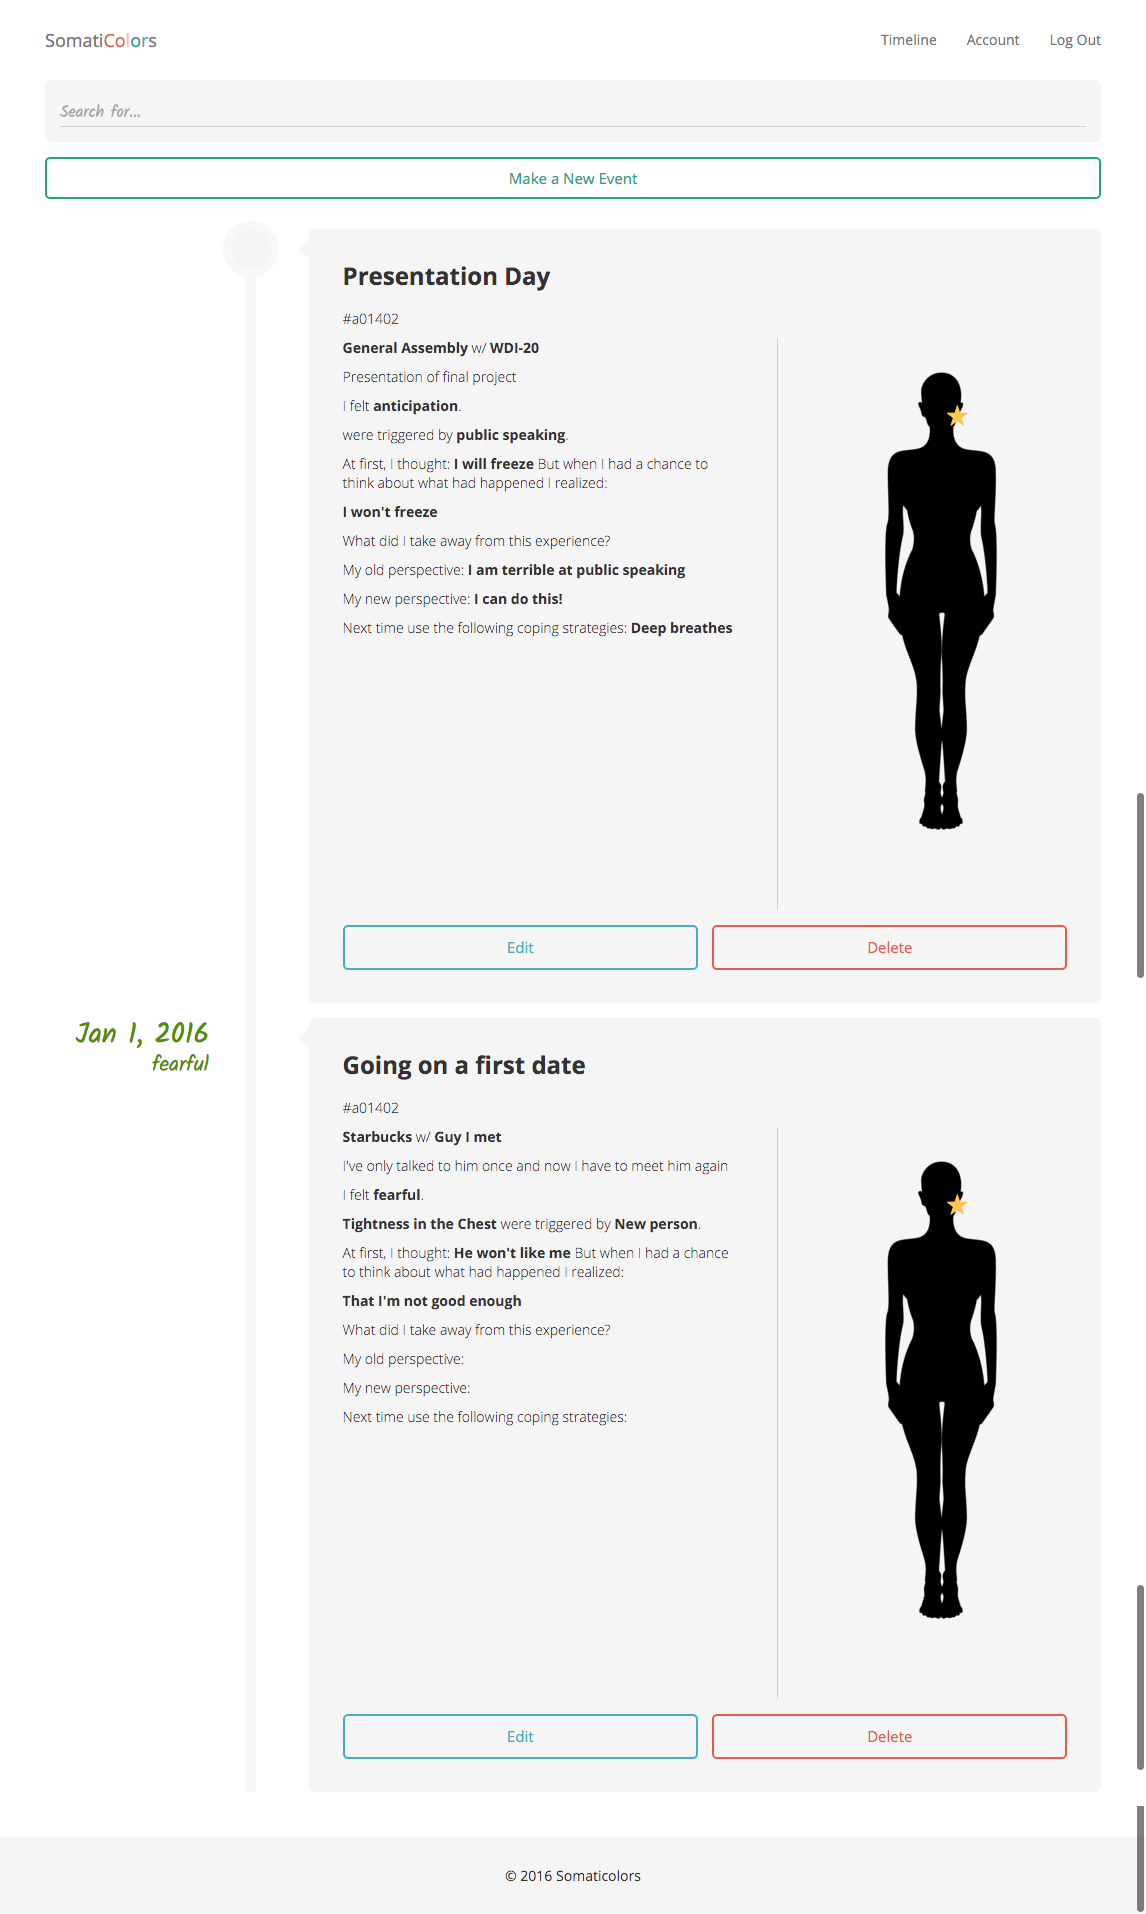 SomatiColors
Timeline Account Log Out
Search for...
Make a New Event
Presentation Day
#a01402
General Assembly w/ WDI-20
Presentation of final project
I felt anticipation.
were triggered by public speaking.
At first, I thought: I will freeze But when I had a chance to
think about what had happened I realized:
I won't freeze
What did I take away from this experience?
My old perspective: I am terrible at public speaking
My new perspective: I can do this!
Next time use the following coping strategies: Deep breathes
Edit Delete
Jan 1, 2016
fearful
Going on a first date
#a01402
Starbucks w/ Guy I met
I've only talked to him once and now I have to meet him again
I felt fearful.
Tightness in the Chest were triggered by New person.
At first, I thought: He won't like me But when I had a chance
to think about what had happened I realized:
That I'm not good enough
What did I take away from this experience?
My old perspective:
My new perspective:
Next time use the following coping strategies:
Edit Delete
© 2016 Somaticolors